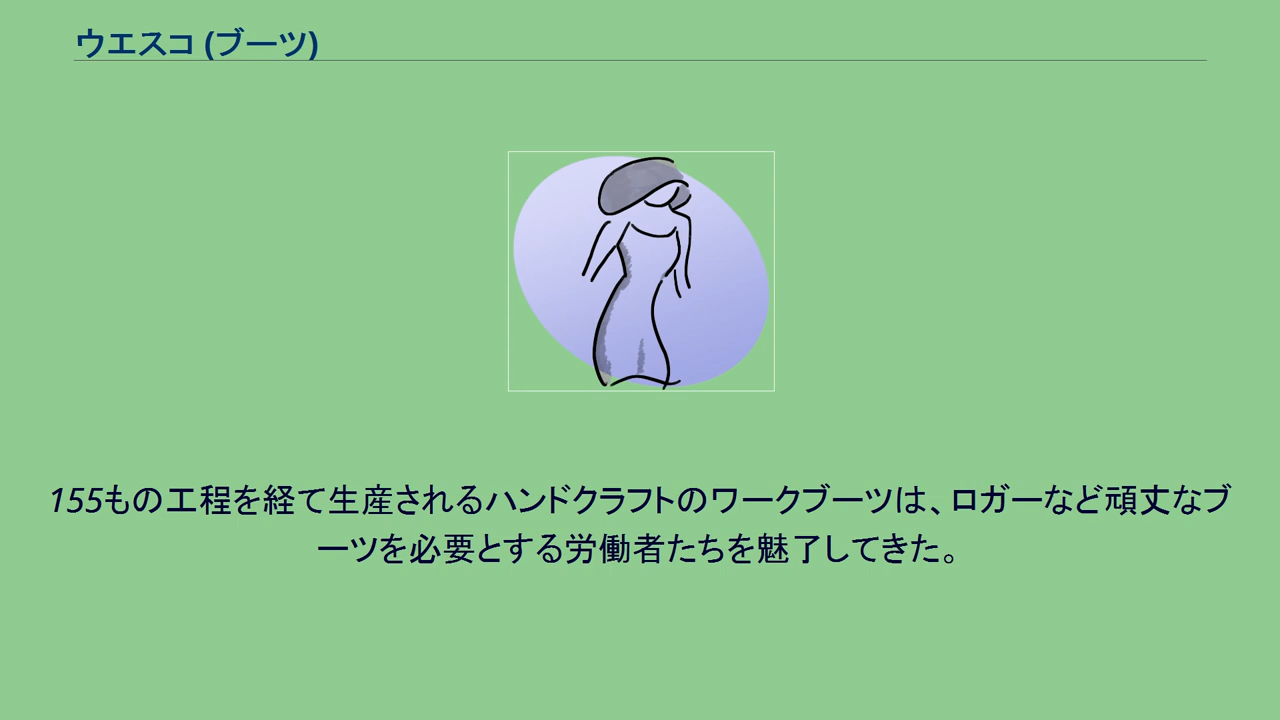 ウエスコ (ブーツ)
155もの工程を経て生産されるハンドクラフトのワークブーツは、ロガーなど頑丈なブ
ーツを必要とする労働者たちを魅了してきた。